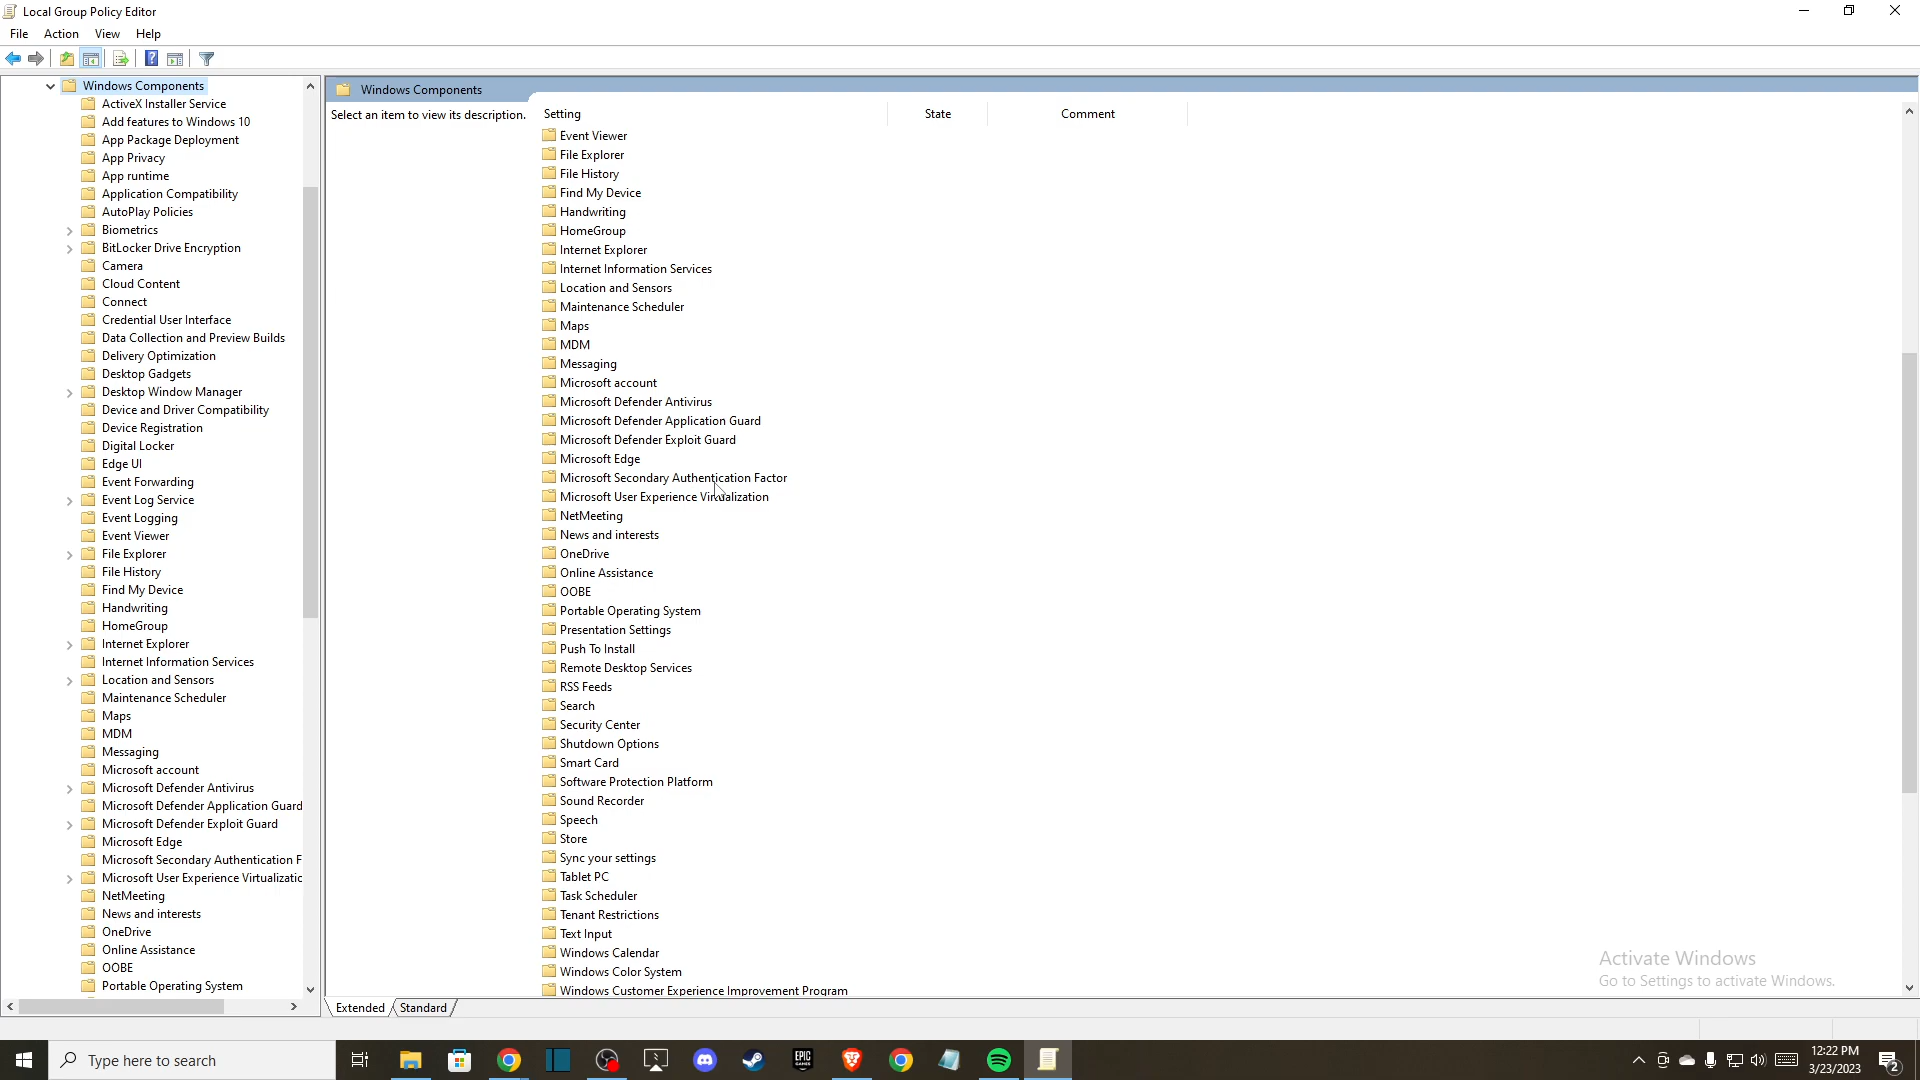 Local Group Policy Editor
File Action View Help
Windows Components
ActiveX Installer Service
Add features to Windows 10
App Package Deployment
App Privacy
App runtime
Application Compatibility
AutoPlay Policies
Biometrics
BitLocker Drive Encryption
Camera
Cloud Content
Connect
Credential User Interface
Data Collection and Preview Builds
Delivery Optimization
Desktop Gadgets
Desktop Window Manager
Device and Driver Compatibility
Device Registration
Digital Locker
Edge UI
Event Forwarding
Event Log Service
Event Logging
Event Viewer
File Explorer
File History
Find My Device
Handwriting
HomeGroup
Internet Explorer
Internet Information Services
Location and Sensors
Maintenance Scheduler
Maps
MDM
Messaging
Microsoft account
Microsoft Defender Antivirus
Microsoft Defender Application Guard
Microsoft Defender Exploit Guard
Microsoft Edge
Microsoft Secondary Authentication F
Microsoft User Experience Virtualizatic
NetMeeting
News and interests
OneDrive
Online Assistance
OOBE
Portable Operating System
Windows Components
Select an item to view its description.
Setting State Comment
Event Viewer
File Explorer
File History
Find My Device
Handwriting
HomeGroup
Internet Explorer
Internet Information Services
Location and Sensors
Maintenance Scheduler
Maps
MDM
Messaging
Microsoft account
Microsoft Defender Antivirus
Microsoft Defender Application Guard
Microsoft Defender Exploit Guard
Microsoft Edge
Microsoft Secondary Authentication Factor
Microsoft User Experience Virtualization
NetMeeting
News and interests
OneDrive
Online Assistance
OOBE
Portable Operating System
Presentation Settings
Push To Install
Remote Desktop Services
RSS Feeds
Search
Security Center
Shutdown Options
Smart Card
Software Protection Platform
Sound Recorder
Speech
Store
Sync your settings
Tablet PC
Task Scheduler
Tenant Restrictions
Text Input
Windows Calendar
Windows Color System
Windows Customer Experience Improvement Program
Activate Windows
Go to Settings to activate Windows.
Extended Standard
Type here to search
EPIC GAMES
12:22 PM
3/23/2023
2